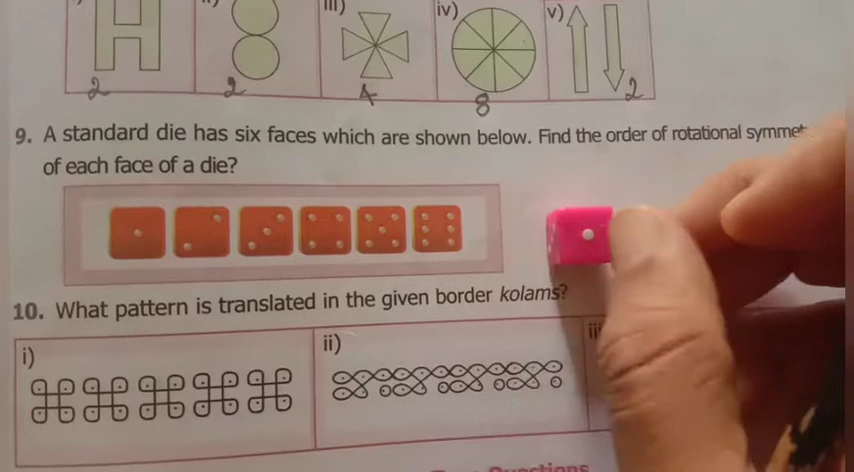 iii) iv) v)
2 2 4 8 2
9. A standard die has six faces which are shown below. Find the order of rotational
of each face of a die?
10. What pattern is translated in the given border kolams?
i) ii)
Questions